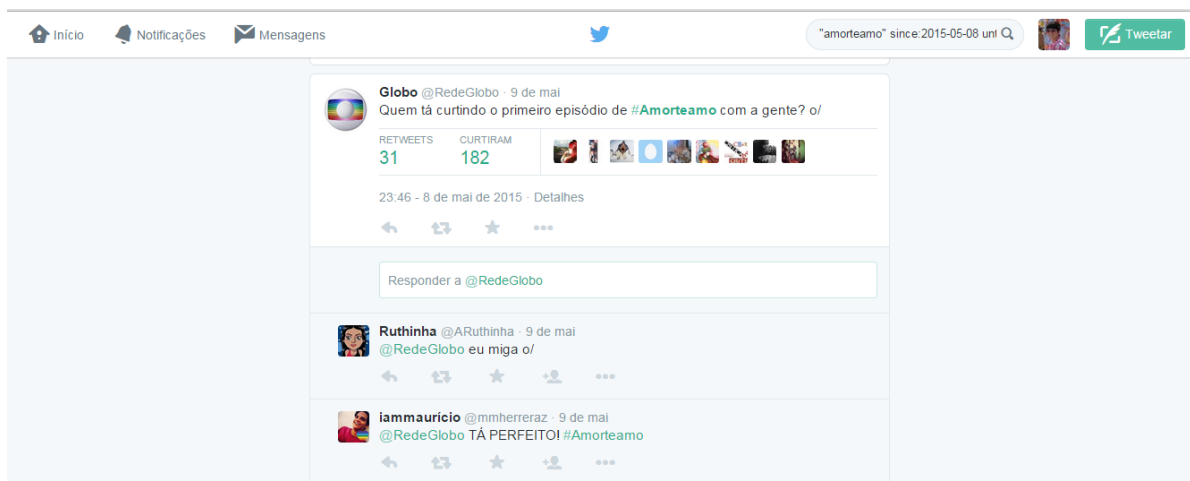 Início Notificações Mensagens "amorteamo" since:2015-05-08 unt Tweetar
Globo @RedeGlobo · 9 de mai
Quem tá curtindo o primeiro episódio de #Amorteamo com a gente? o/
RETWEETS CURTIRAM
31 182
23:46 - 8 de mai de 2015 · Detalhes
Responder a @RedeGlobo
Ruthinha @ARuthinha · 9 de mai
@RedeGlobo eu miga o/
iammaurício @mmherreraz · 9 de mai
@RedeGlobo TÁ PERFEITO! #Amorteamo